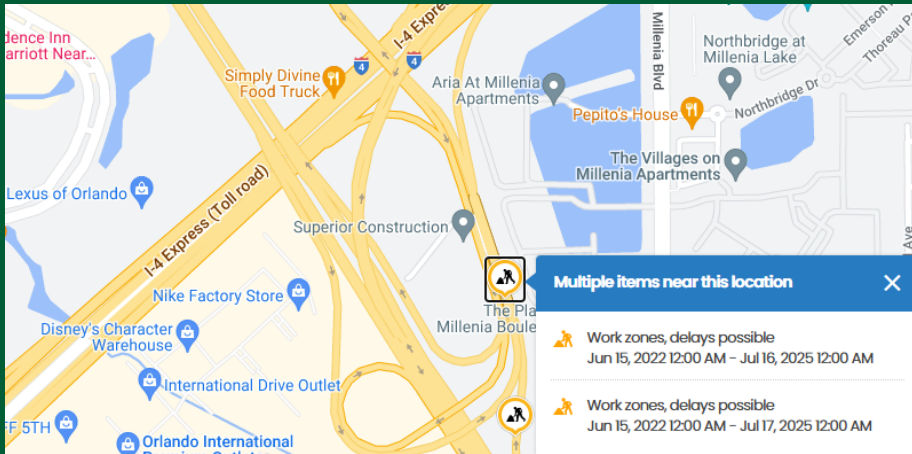 dence Inn
arriott Near...
I-4 Express
4
4
Simply Divine
Food Truck
Aria At Millenia
Apartments
Millenia Blvd
Northbridge at
Millenia Lake
Emerson
Thoreau P
Northbridge Dr
Pepito's House
The Villages on
Millenia Apartments
Lexus of Orlando
I-4 Express (Toll road)
Superior Construction
Ave
Nike Factory Store
The Pla
Millenia Boule
Disney's Character
Warehouse
International Drive Outlet
FF 5TH
Orlando International
Multiple items near this location
Work zones, delays possible
Jun 15, 2022 12:00 AM - Jul 16, 2025 12:00 AM
Work zones, delays possible
Jun 15, 2022 12:00 AM - Jul 17, 2025 12:00 AM